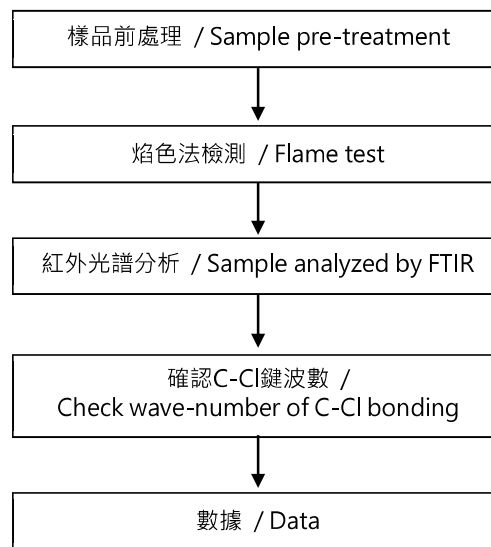 樣品前處理 / Sample pre-treatment
焰色法檢測 / Flame test
紅外光譜分析 / Sample analyzed by FTIR
確認C-Cl鍵波數 /
Check wave-number of C-Cl bonding
數據 / Data